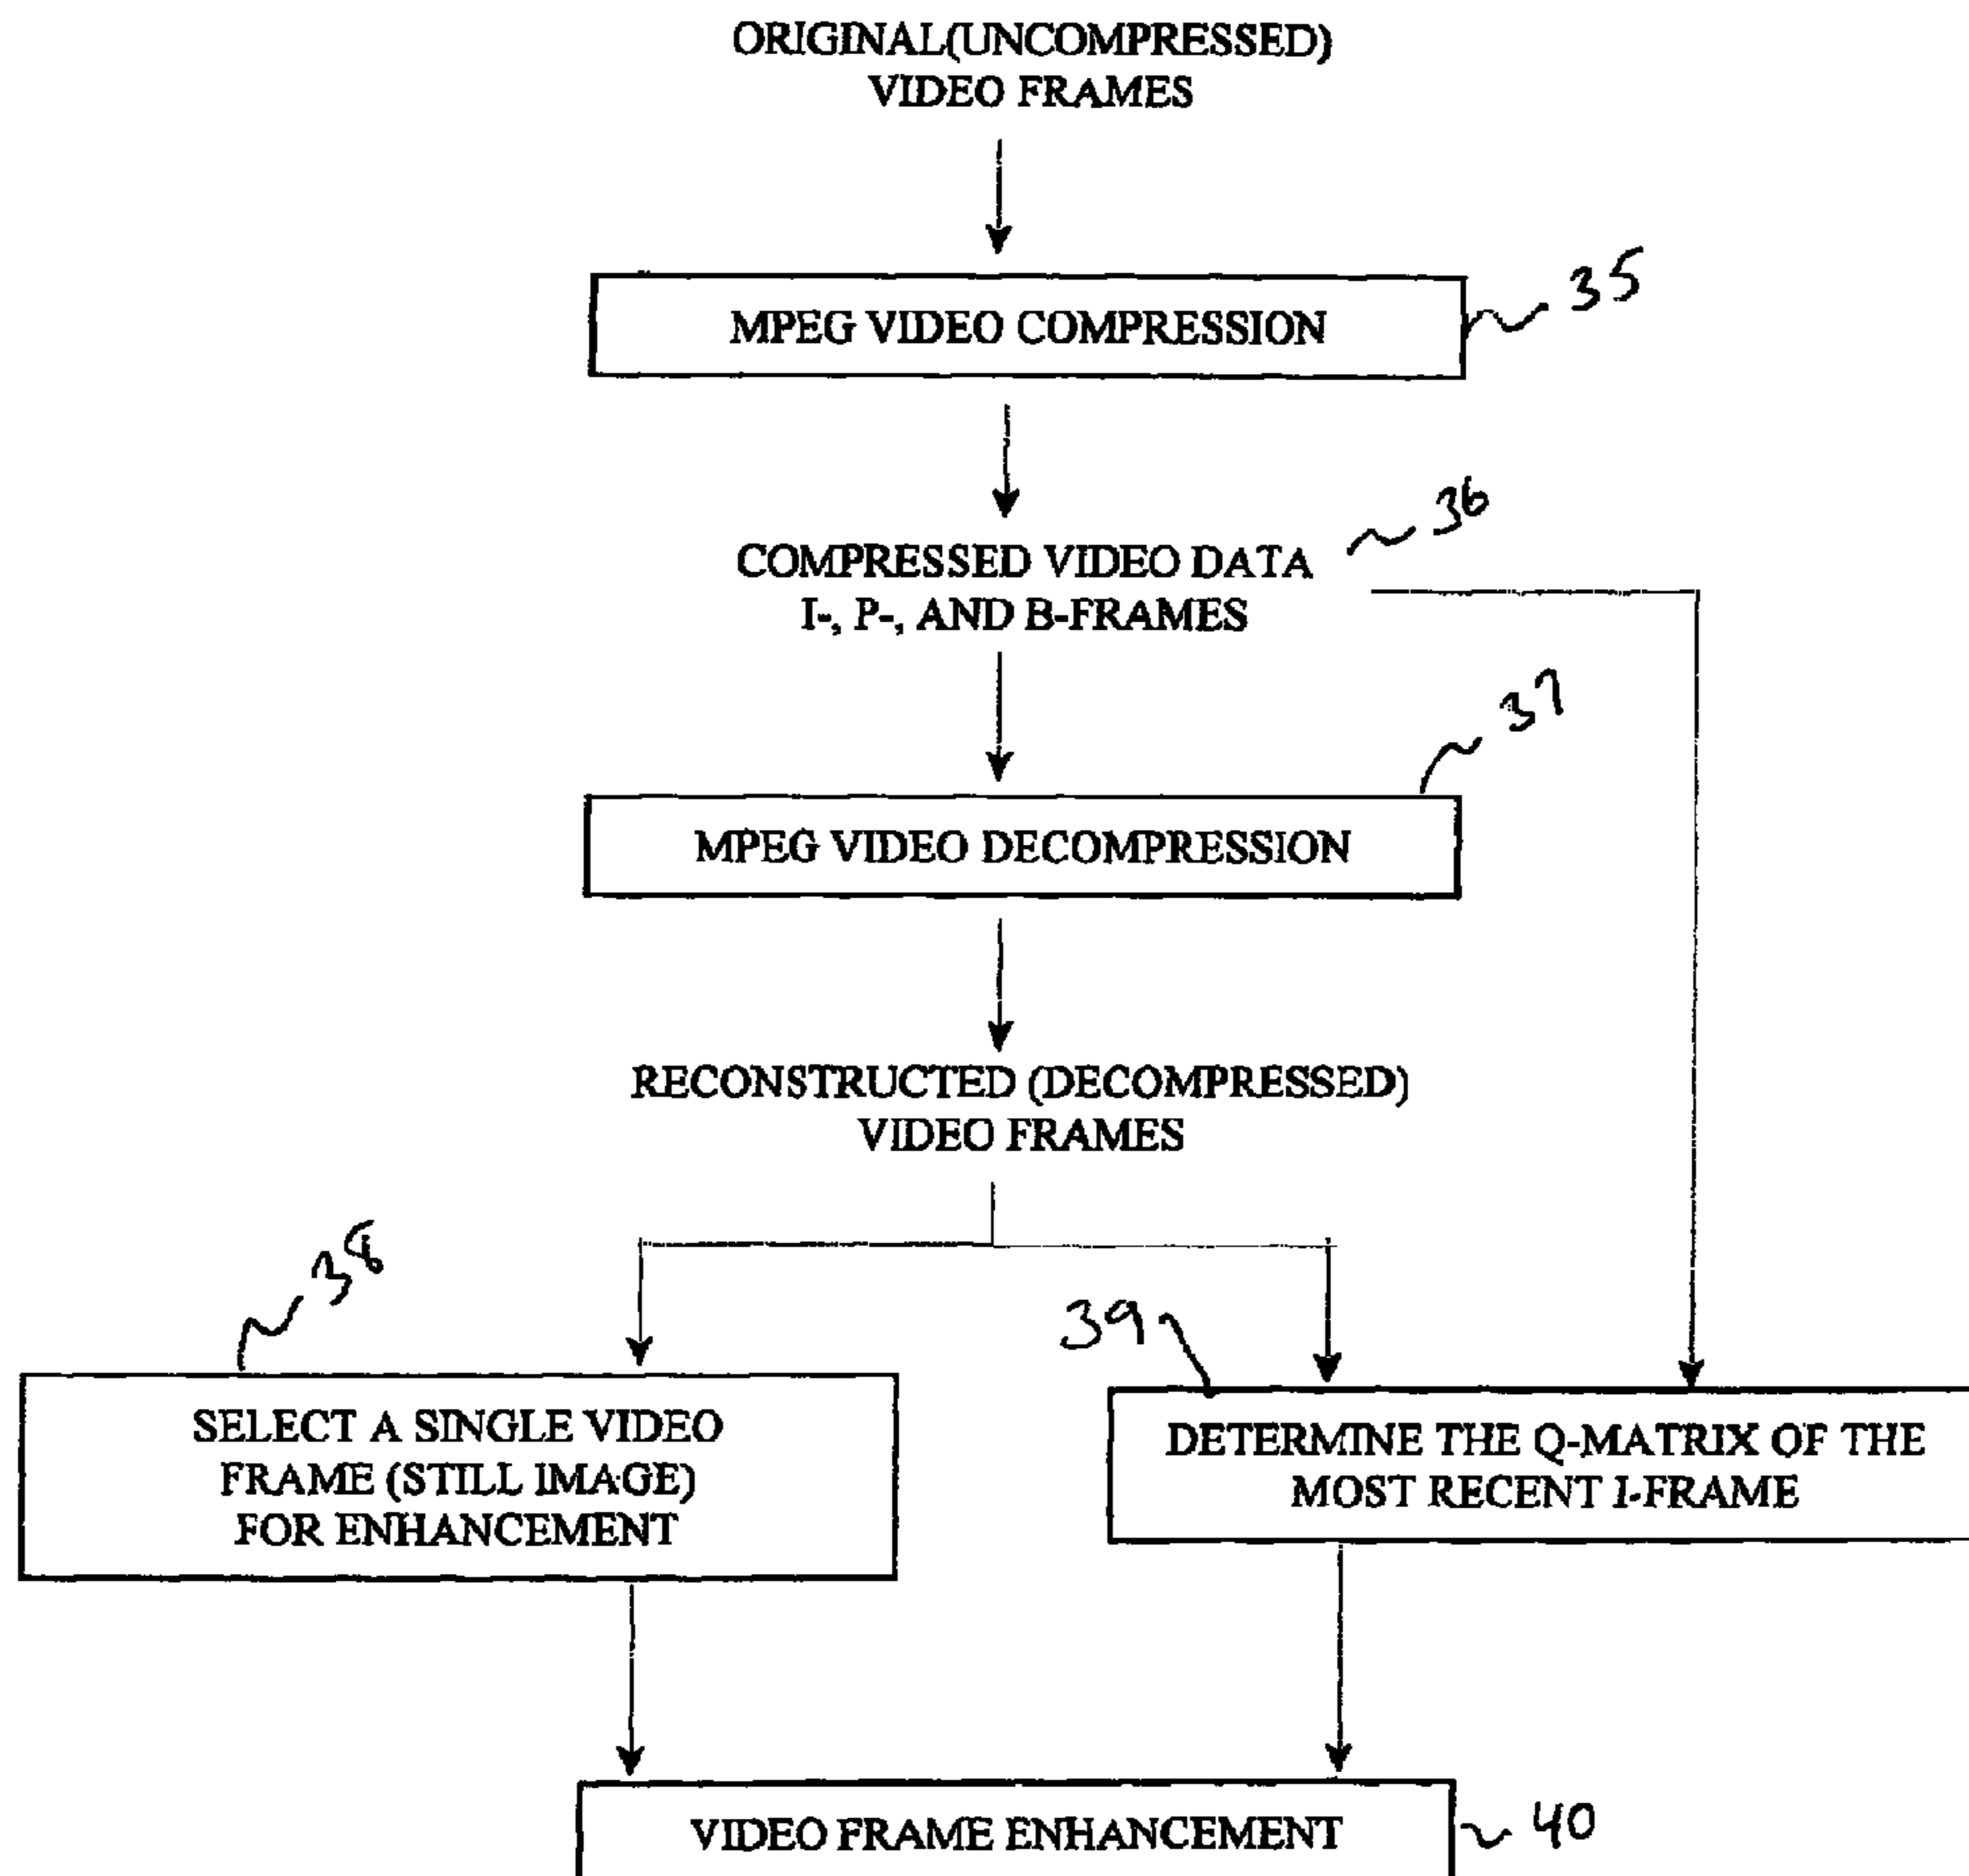 ORIGINAL(UNCOMPRESSED)
VIDEO FRAMES
MPEG VIDEO COMPRESSION
35
COMPRESSED VIDEO DATA
I-, P-, AND B-FRAMES
36
37
MPEG VIDEO DECOMPRESSION
RECONSTRUCTED (DECOMPRESSED)
VIDEO FRAMES
38
39
SELECT A SINGLE VIDEO
FRAME (STILL IMAGE)
FOR ENHANCEMENT
DETERMINE THE Q-MATRIX OF THE
MOST RECENT I-FRAME
VIDEO FRAME ENHANCEMENT
40